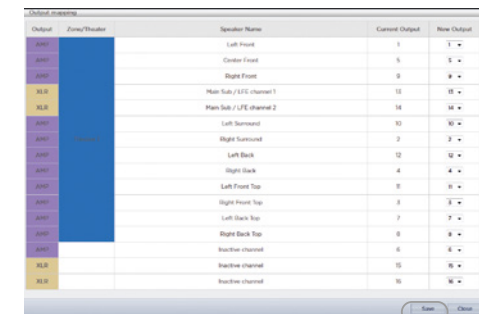 Output mapping
Output Zone/Theater Speaker Name Current Output New Output
AMP Left Front 1 1
AMP Center Front 5 5
AMP Right Front 9 9
XLR Main Sub / LFE channel 1 13 13
XLR Main Sub / LFE channel 2 14 14
AMP Left Surround 10 10
AMP Right Surround 2 2
AMP Left Back 12 12
AMP Right Back 4 4
AMP Left Front Top 11 11
AMP Right Front Top 3 3
AMP Left Back Top 7 7
AMP Right Back Top 8 8
AMP Inactive channel 6 6
XLR Inactive channel 15 15
XLR Inactive channel 16 16
Save Close